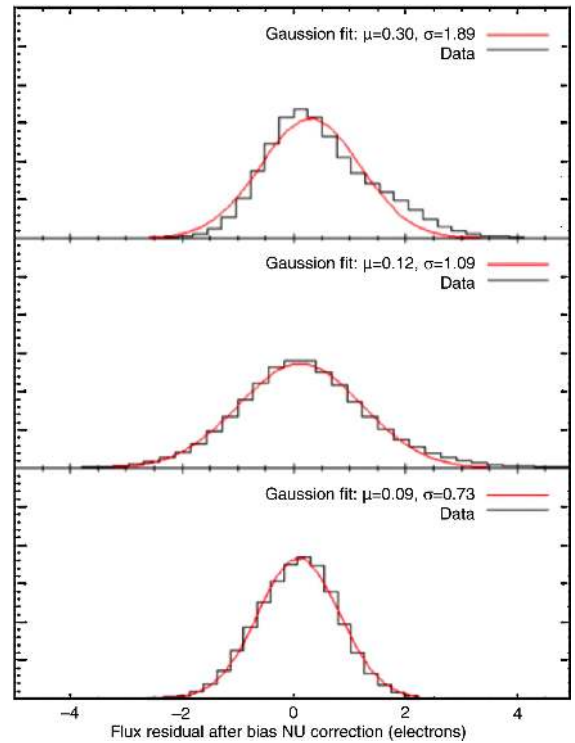 Gaussion fit: μ=0.30, σ=1.89
Data
Gaussion fit: μ=0.12, σ=1.09
Data
Gaussion fit: μ=0.09, σ=0.73
Data
−4 −2 0 2 4
Flux residual after bias NU correction (electrons)